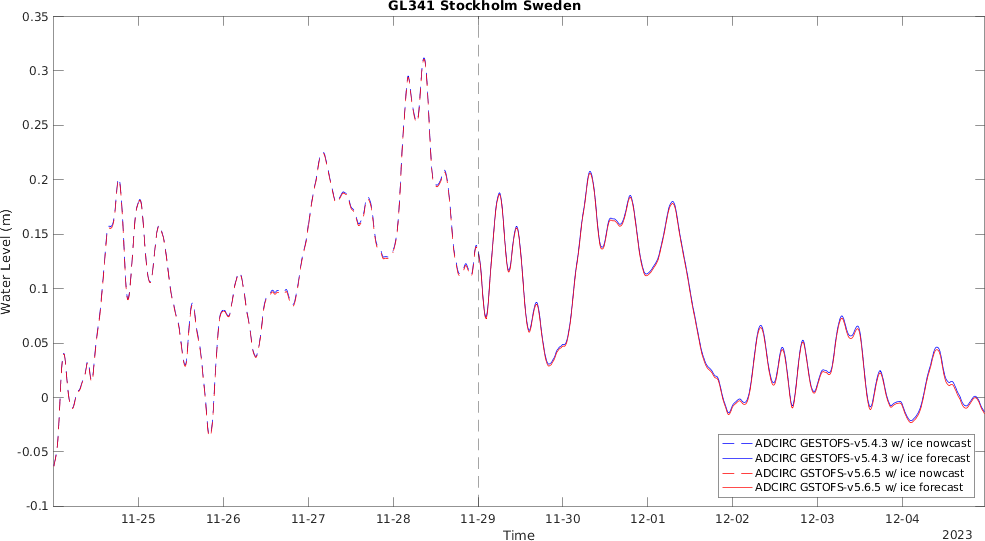 GL341 Stockholm Sweden
0.35
0.3
0.25
0.2
0.15
0.1
0.05
0
-0.05
-0.1
Water Level (m)
ADCIRC GESTOFS-v5.4.3 w/ ice nowcast
ADCIRC GESTOFS-v5.4.3 w/ ice forecast
ADCIRC GSTOFS-v5.6.5 w/ ice nowcast
ADCIRC GSTOFS-v5.6.5 w/ ice forecast
11-25 11-26 11-27 11-28 11-29 11-30 12-01 12-02 12-03 12-04
Time
2023